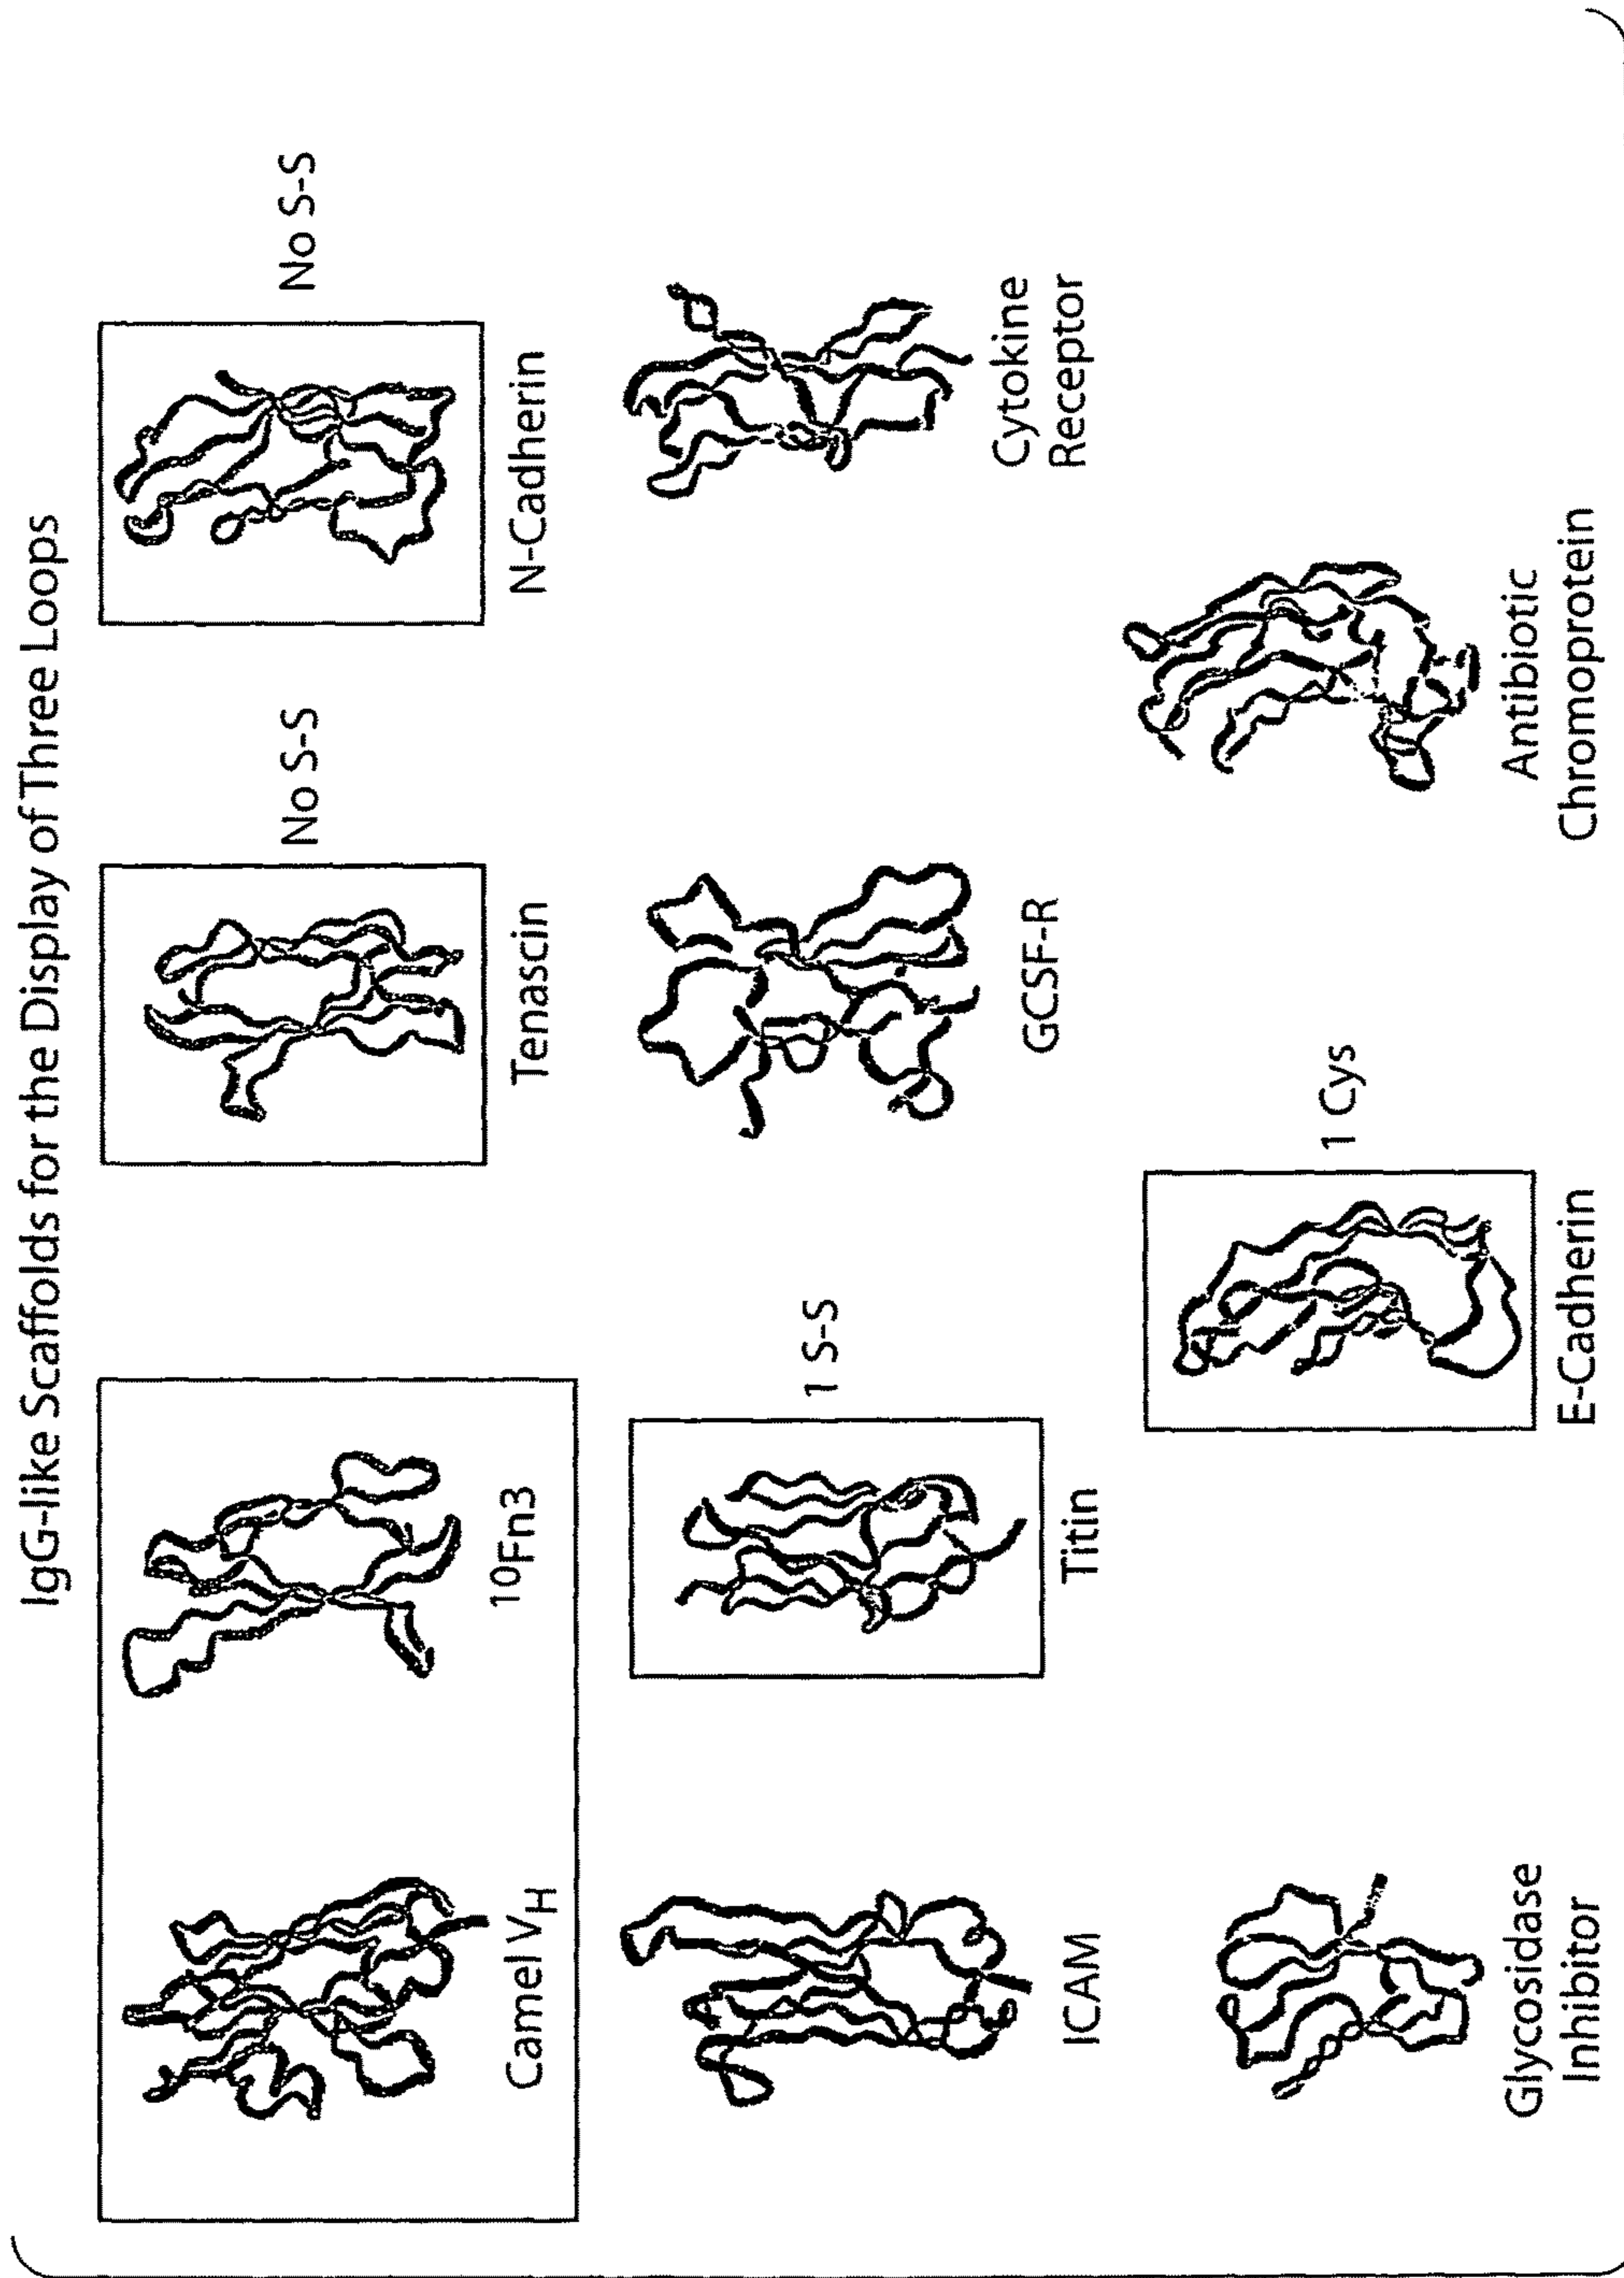 IgG-like Scaffolds for the Display of Three Loops
No S-S
No S-S
Camel VH
10Fn3
Tenascin
N-Cadherin
1 S-S
ICAM
Titin
GCSF-R
Cytokine
Receptor
1 Cys
Glycosidase
Inhibitor
E-Cadherin
Antibiotic
Chromoprotein